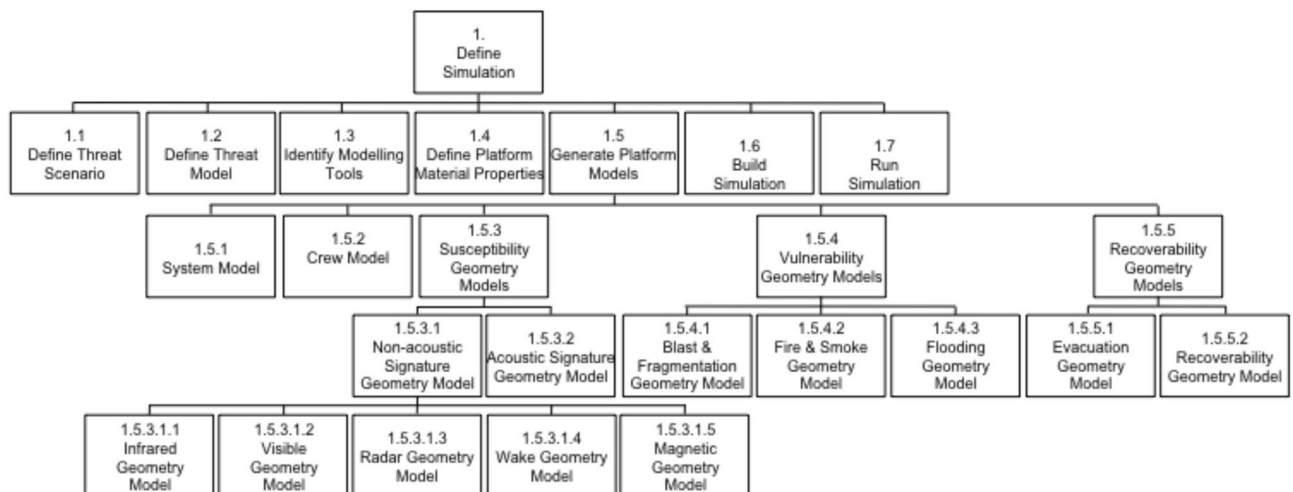 1.
Define
Simulation
1.1
Define Threat
Scenario
1.2
Define Threat
Model
1.3
Identify Modelling
Tools
1.4
Define Platform
Material Properties
1.5
Generate Platform
Models
1.6
Build
Simulation
1.7
Run
Simulation
1.5.1
System Model
1.5.2
Crew Model
1.5.3
Susceptibility
Geometry
Models
1.5.4
Vulnerability
Geometry Models
1.5.5
Recoverability
Geometry
Models
1.5.3.1
Non-acoustic
Signature
Geometry Model
1.5.3.2
Acoustic Signature
Geometry Model
1.5.4.1
Blast &
Fragmentation
Geometry Model
1.5.4.2
Fire & Smoke
Geometry
Model
1.5.4.3
Flooding
Geometry
Model
1.5.5.1
Evacuation
Geometry
Model
1.5.5.2
Recoverability
Geometry Model
1.5.3.1.1
Infrared
Geometry
Model
1.5.3.1.2
Visible
Geometry
Model
1.5.3.1.3
Radar Geometry
Model
1.5.3.1.4
Wake Geometry
Model
1.5.3.1.5
Magnetic
Geometry
Model